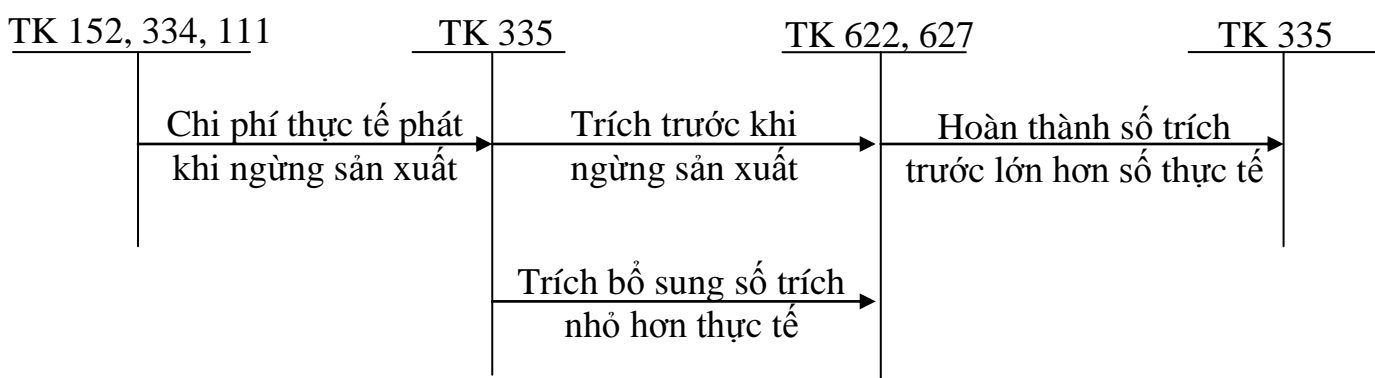 TK 152, 334, 111
TK 335
TK 622, 627
TK 335
Chi phí thực tế phát
khi ngừng sản xuất
Trích trước khi
ngừng sản xuất
Hoàn thành số trích
trước lớn hơn số thực tế
Trích bổ sung số trích
nhỏ hơn thực tế